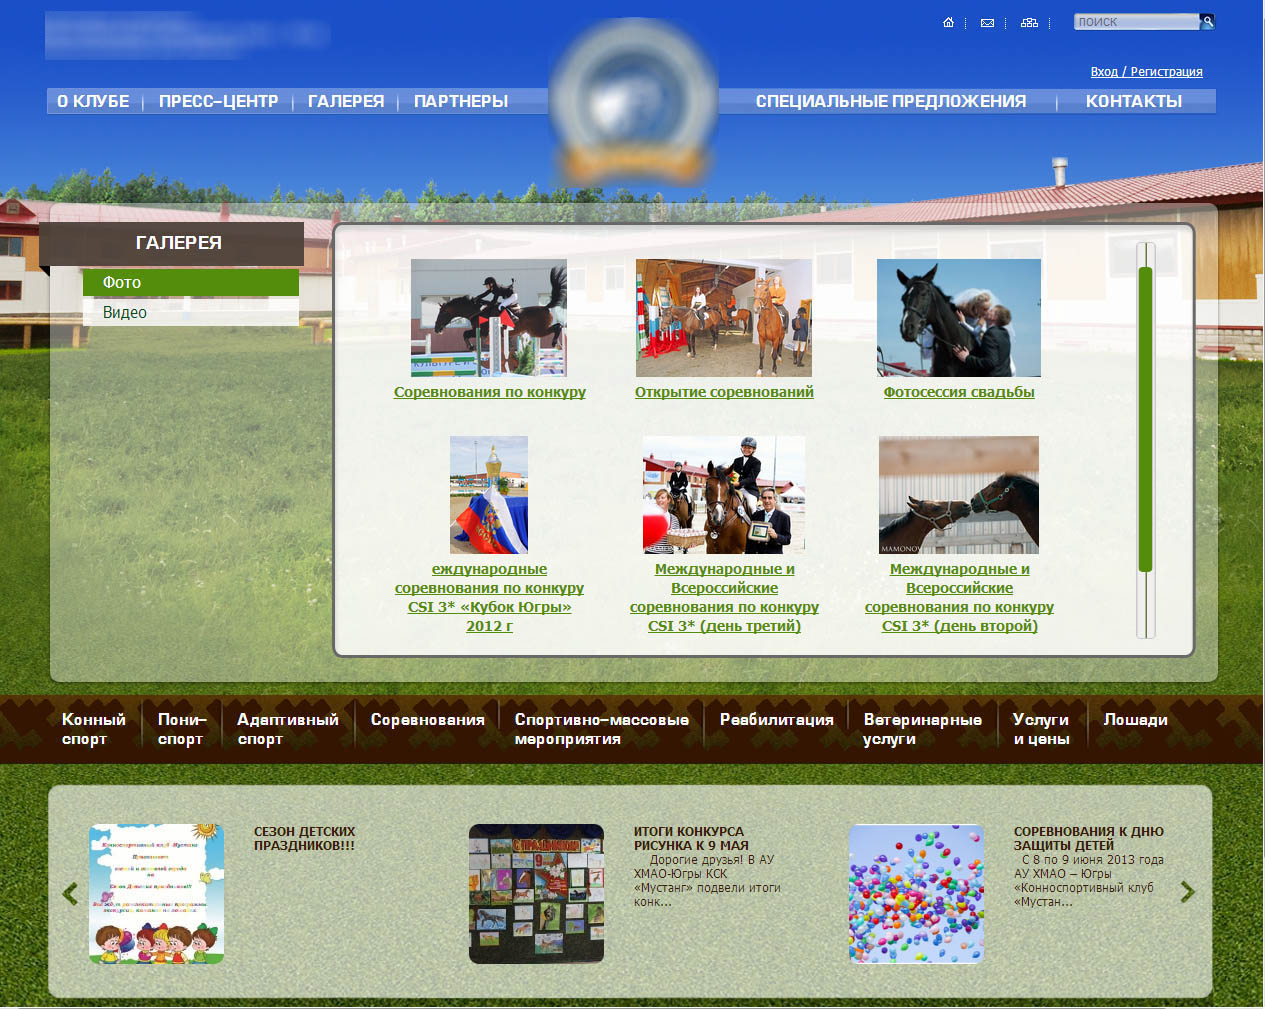 ПОИСК
Вход / Регистрация
О КЛУБЕ
ПРЕСС-ЦЕНТР
ГАЛЕРЕЯ
ПАРТНЕРЫ
СПЕЦИАЛЬНЫЕ ПРЕДЛОЖЕНИЯ
КОНТАКТЫ
ГАЛЕРЕЯ
Фото
Видео
Соревнования по конкуру
Открытие соревнований
Фотосессия свадьбы
MAMONOV
еждународные
соревнования по конкуру
CSI 3* «Кубок Югры»
2012 г
Международные и
Всероссийские
соревнования по конкуру
CSI 3* (день третий)
Международные и
Всероссийские
соревнования по конкуру
CSI 3* (день второй)
Конный
спорт
Пони-
спорт
Адаптивный
спорт
Соревнования
Спортивно-массовые
мероприятия
Реабилитация
Ветеринарные
услуги
Услуги
и цены
Лошади
Конноспортивный клуб Мустанг
СЕЗОН ДЕТСКИХ
ПРАЗДНИКОВ!!!
ИТОГИ КОНКУРСА
РИСУНКА К 9 МАЯ
Дорогие друзья! В АУ
ХМАО-Югры КСК
«Мустанг» подвели итоги
конк...
СОРЕВНОВАНИЯ К ДНЮ
ЗАЩИТЫ ДЕТЕЙ
С 8 по 9 июня 2013 года
АУ ХМАО – Югры
«Конноспортивный клуб
«Мустан...